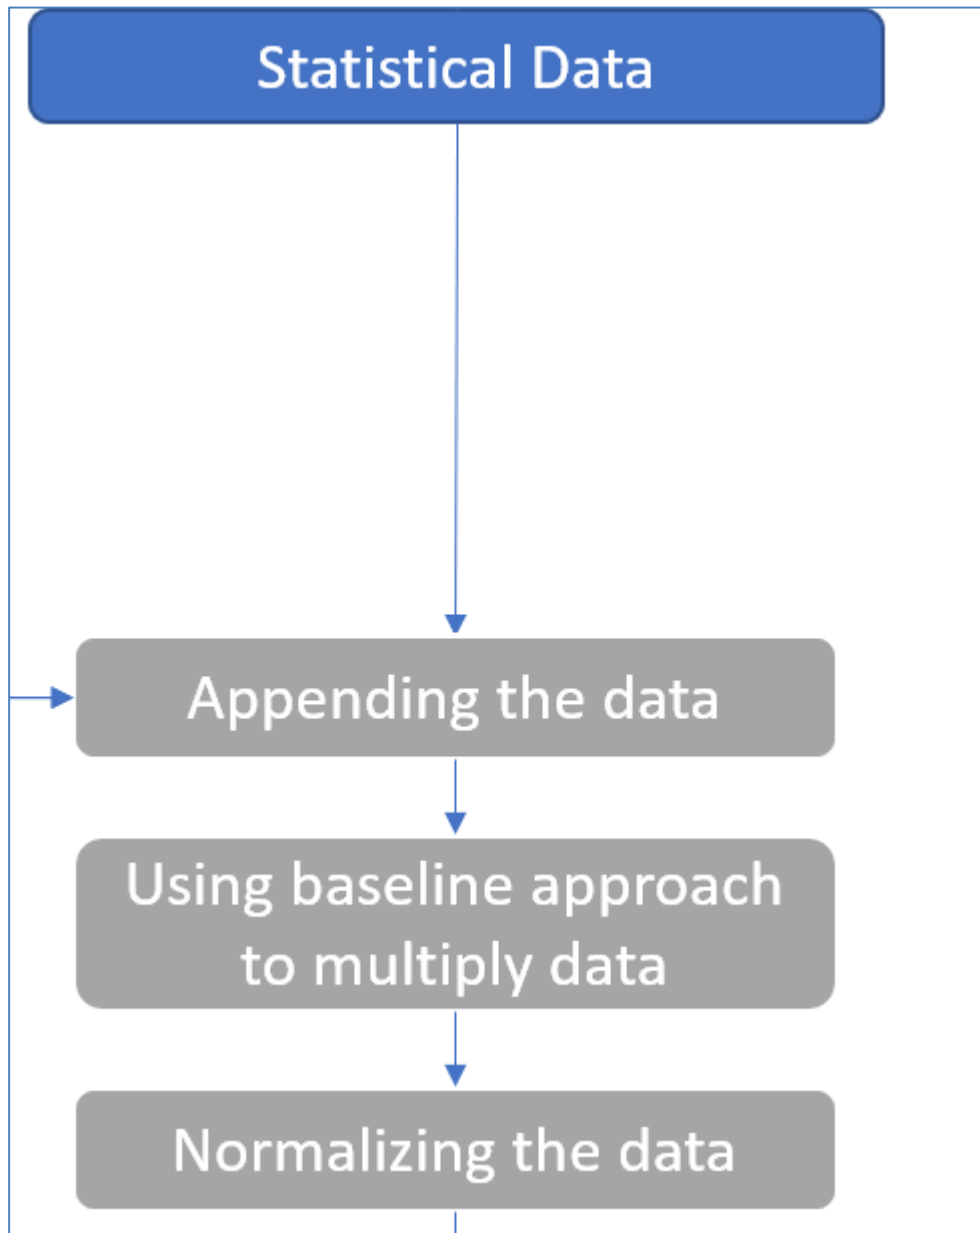 Statistical Data
Appending the data
Using baseline approach
to multiply data
Normalizing the data